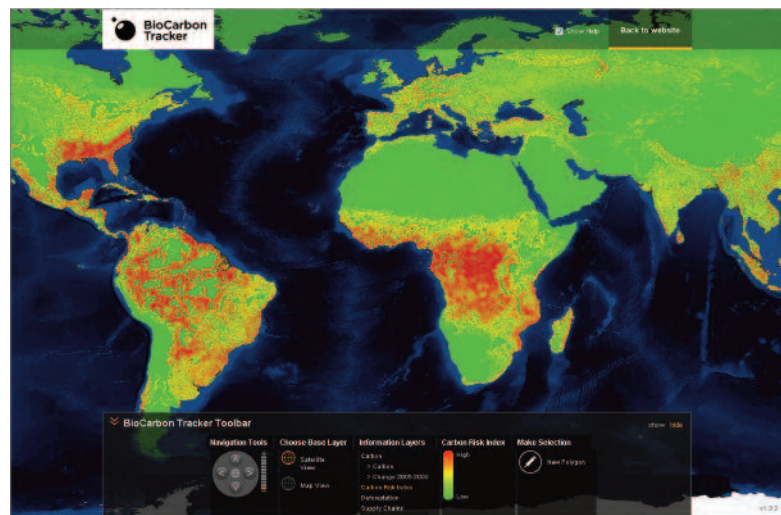 BioCarbon
Tracker
Show Help
Back to website
BioCarbon Tracker Toolbar
show hide
Navigation Tools
Choose Base Layer
Satellite
View
Map View
Information Layers
Carbon
> Carbon
> Change 2005-2009
Carbon Risk Index
Deforestation
Supply Chains
Carbon Risk Index
High
Low
Make Selection
New Polygon